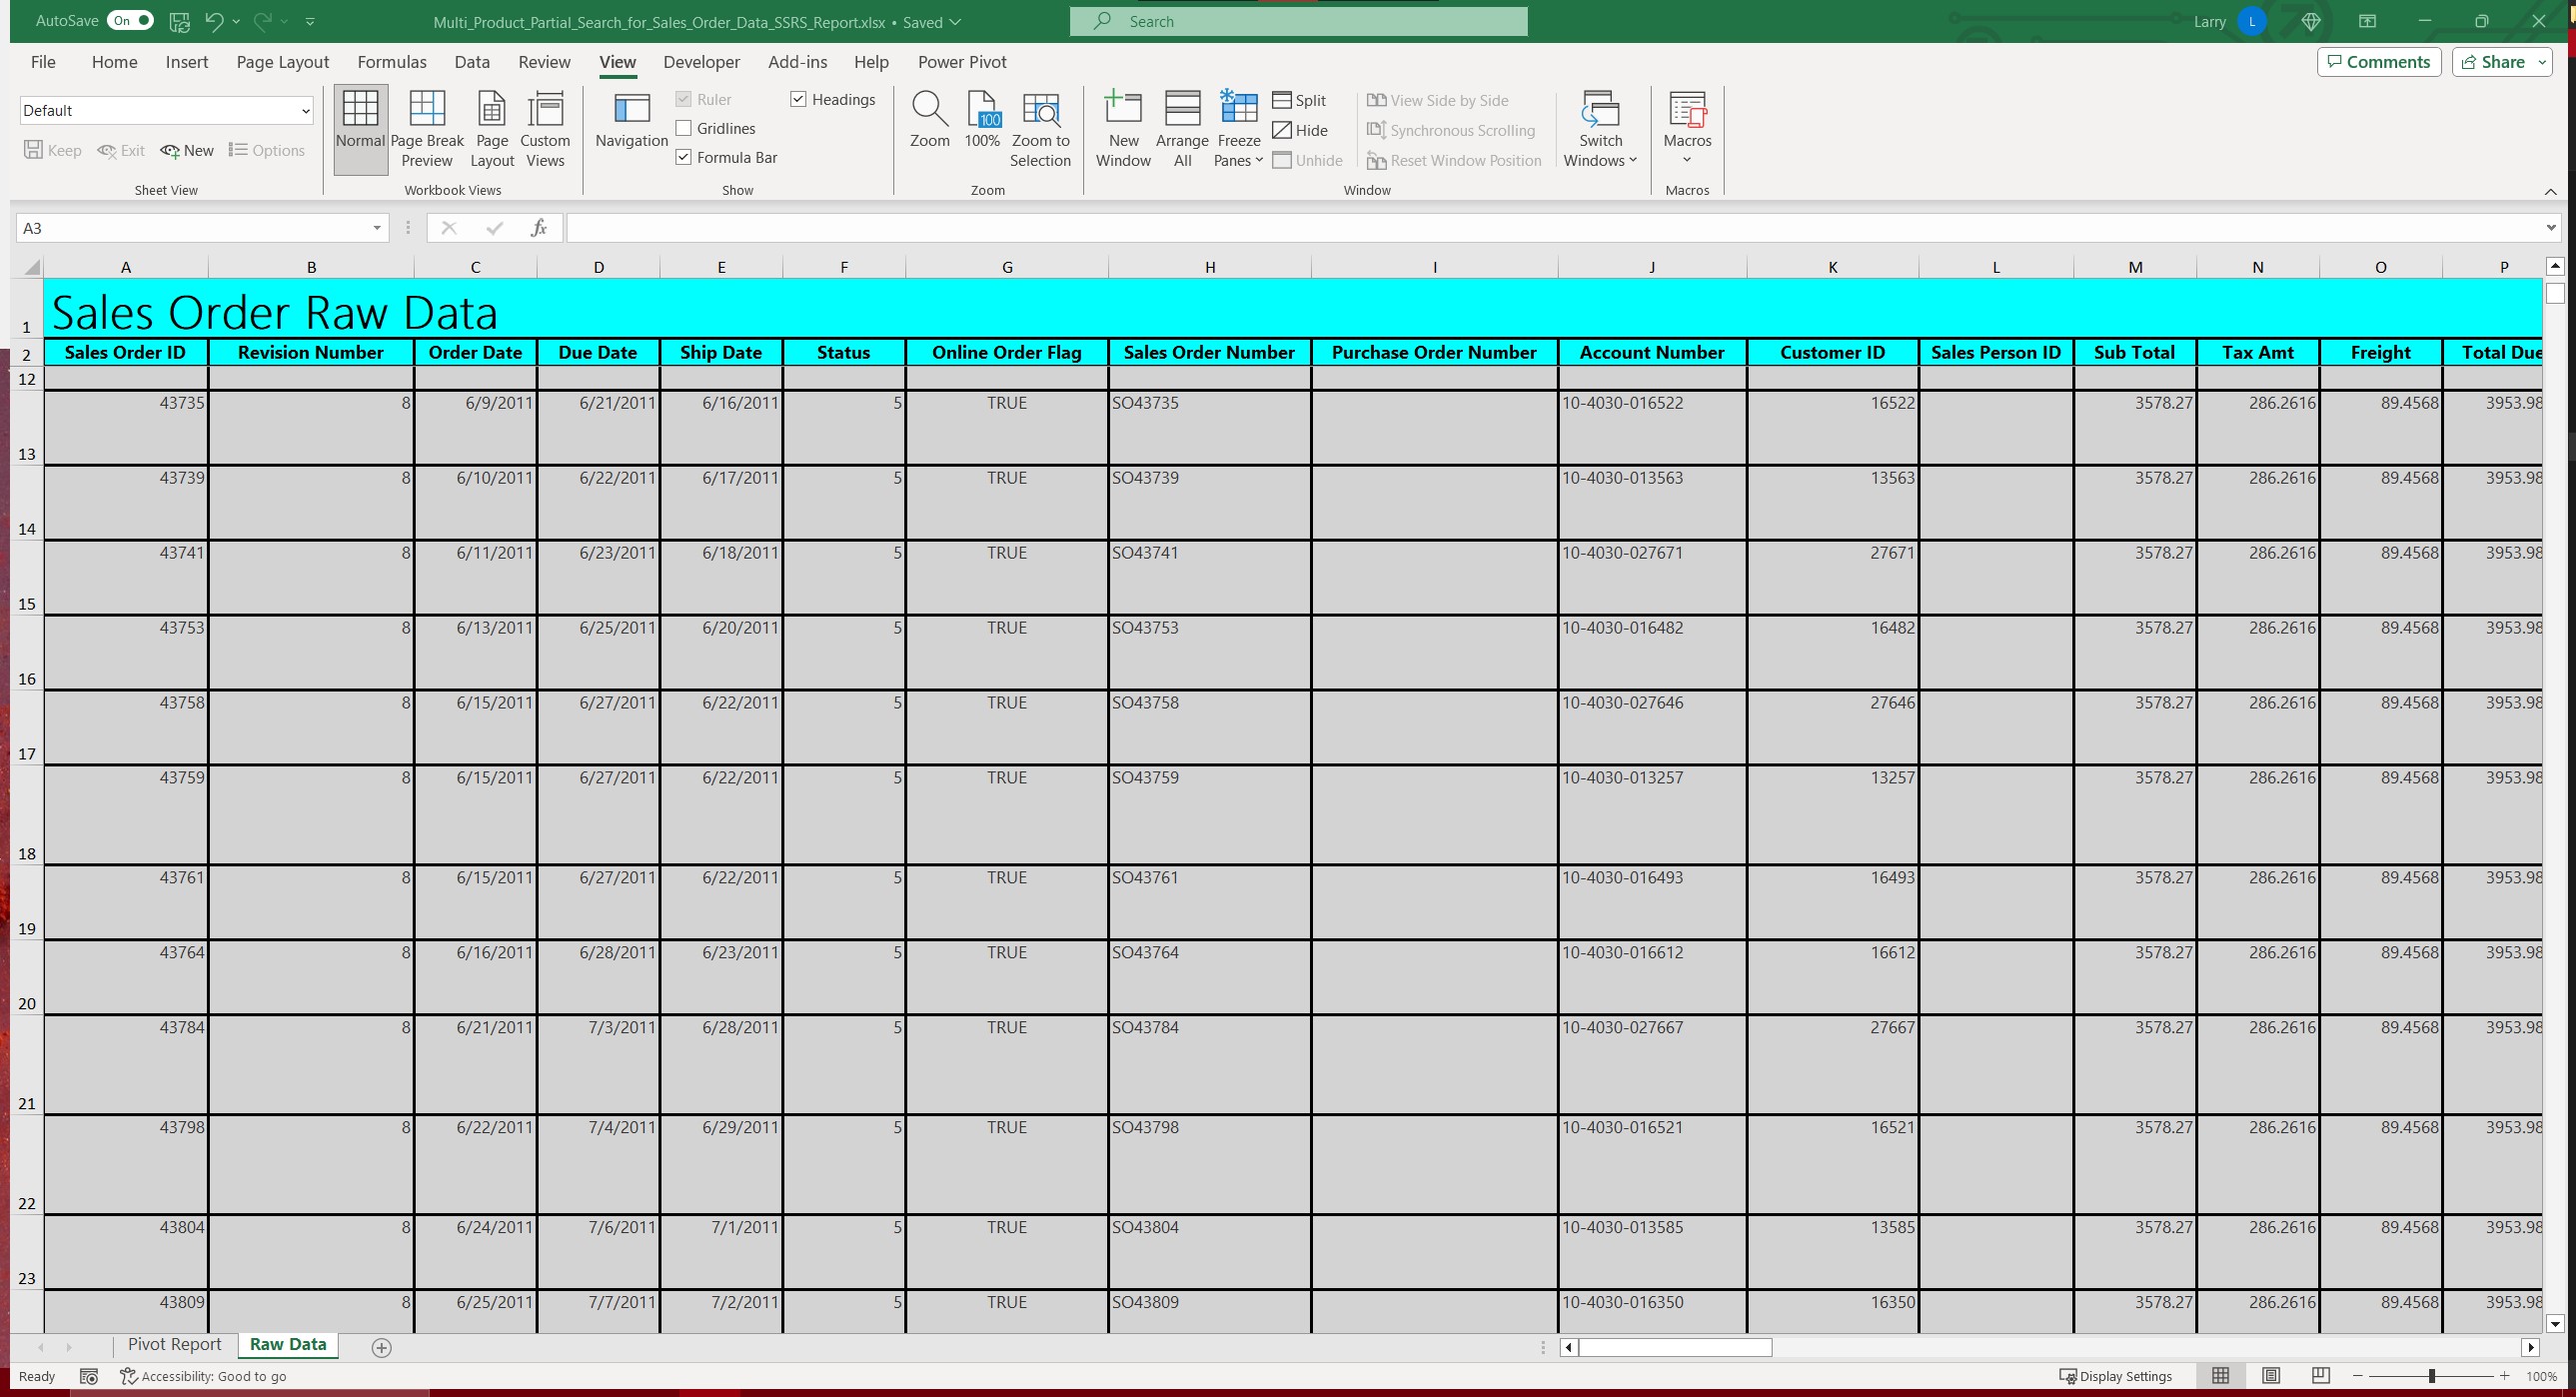 AutoSave On Multi_Product_Partial_Search_for_Sales_Order_Data_SSRS_Report.xlsx • Saved Search Larry L
File Home Insert Page Layout Formulas Data Review View Developer Add-ins Help Power Pivot Comments Share
Default
Keep Exit New Options
Sheet View
Normal Page Break Preview Page Layout Custom Views
Workbook Views
Navigation Ruler Gridlines Formula Bar Headings
Show
Zoom 100 100% Zoom to Selection
Zoom
New Window Arrange All Freeze Panes Split Hide Unhide View Side by Side Synchronous Scrolling Reset Window Position Switch Windows
Window
Macros
Macros
A3 fx
A B C D E F G H I J K L M N O P
1 Sales Order Raw Data
2 Sales Order ID Revision Number Order Date Due Date Ship Date Status Online Order Flag Sales Order Number Purchase Order Number Account Number Customer ID Sales Person ID Sub Total Tax Amt Freight Total Due
12
13 43735 8 6/9/2011 6/21/2011 6/16/2011 5 TRUE SO43735 10-4030-016522 16522 3578.27 286.2616 89.4568 3953.98
14 43739 8 6/10/2011 6/22/2011 6/17/2011 5 TRUE SO43739 10-4030-013563 13563 3578.27 286.2616 89.4568 3953.98
15 43741 8 6/11/2011 6/23/2011 6/18/2011 5 TRUE SO43741 10-4030-027671 27671 3578.27 286.2616 89.4568 3953.98
16 43753 8 6/13/2011 6/25/2011 6/20/2011 5 TRUE SO43753 10-4030-016482 16482 3578.27 286.2616 89.4568 3953.98
17 43758 8 6/15/2011 6/27/2011 6/22/2011 5 TRUE SO43758 10-4030-027646 27646 3578.27 286.2616 89.4568 3953.98
18 43759 8 6/15/2011 6/27/2011 6/22/2011 5 TRUE SO43759 10-4030-013257 13257 3578.27 286.2616 89.4568 3953.98
19 43761 8 6/15/2011 6/27/2011 6/22/2011 5 TRUE SO43761 10-4030-016493 16493 3578.27 286.2616 89.4568 3953.98
20 43764 8 6/16/2011 6/28/2011 6/23/2011 5 TRUE SO43764 10-4030-016612 16612 3578.27 286.2616 89.4568 3953.98
21 43784 8 6/21/2011 7/3/2011 6/28/2011 5 TRUE SO43784 10-4030-027667 27667 3578.27 286.2616 89.4568 3953.98
22 43798 8 6/22/2011 7/4/2011 6/29/2011 5 TRUE SO43798 10-4030-016521 16521 3578.27 286.2616 89.4568 3953.98
23 43804 8 6/24/2011 7/6/2011 7/1/2011 5 TRUE SO43804 10-4030-013585 13585 3578.27 286.2616 89.4568 3953.98
43809 8 6/25/2011 7/7/2011 7/2/2011 5 TRUE SO43809 10-4030-016350 16350 3578.27 286.2616 89.4568 3953.98
Pivot Report Raw Data
Ready Accessibility: Good to go Display Settings 100%